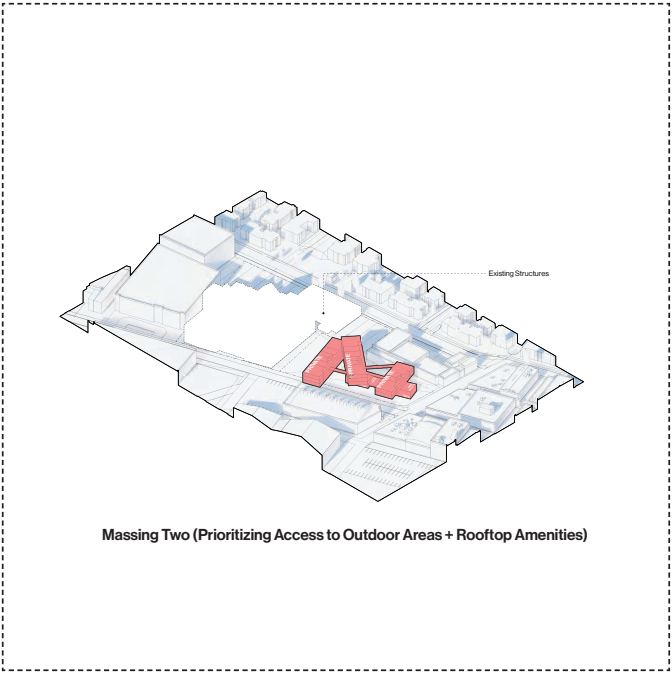 Existing Structures
Massing Two (Prioritizing Access to Outdoor Areas + Rooftop Amenities)